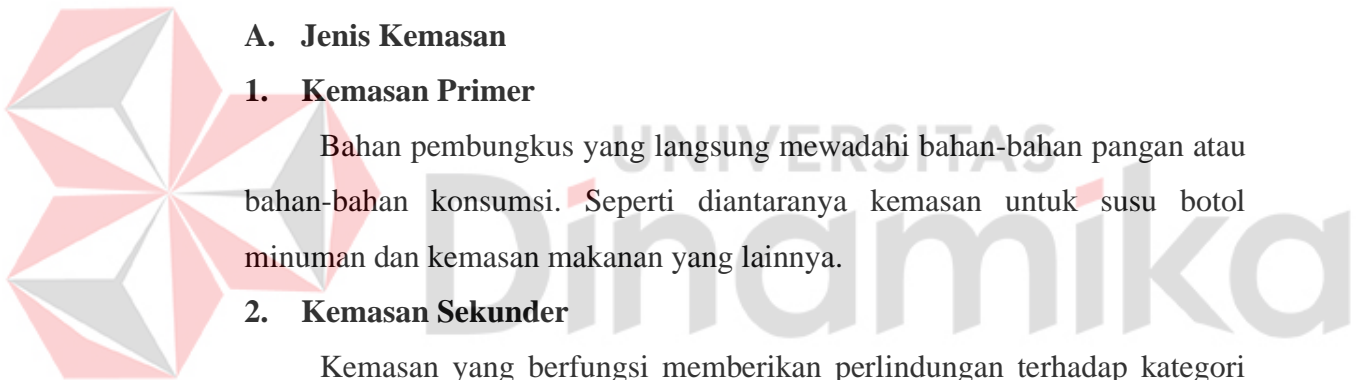 A. Jenis Kemasan
1. Kemasan Primer
UNIVERSITAS
Dinamika
Bahan pembungkus yang langsung mewadahi bahan-bahan pangan atau
bahan-bahan konsumsi. Seperti diantaranya kemasan untuk susu botol
minuman dan kemasan makanan yang lainnya.
2. Kemasan Sekunder
Kemasan yang berfungsi memberikan perlindungan terhadap kategori